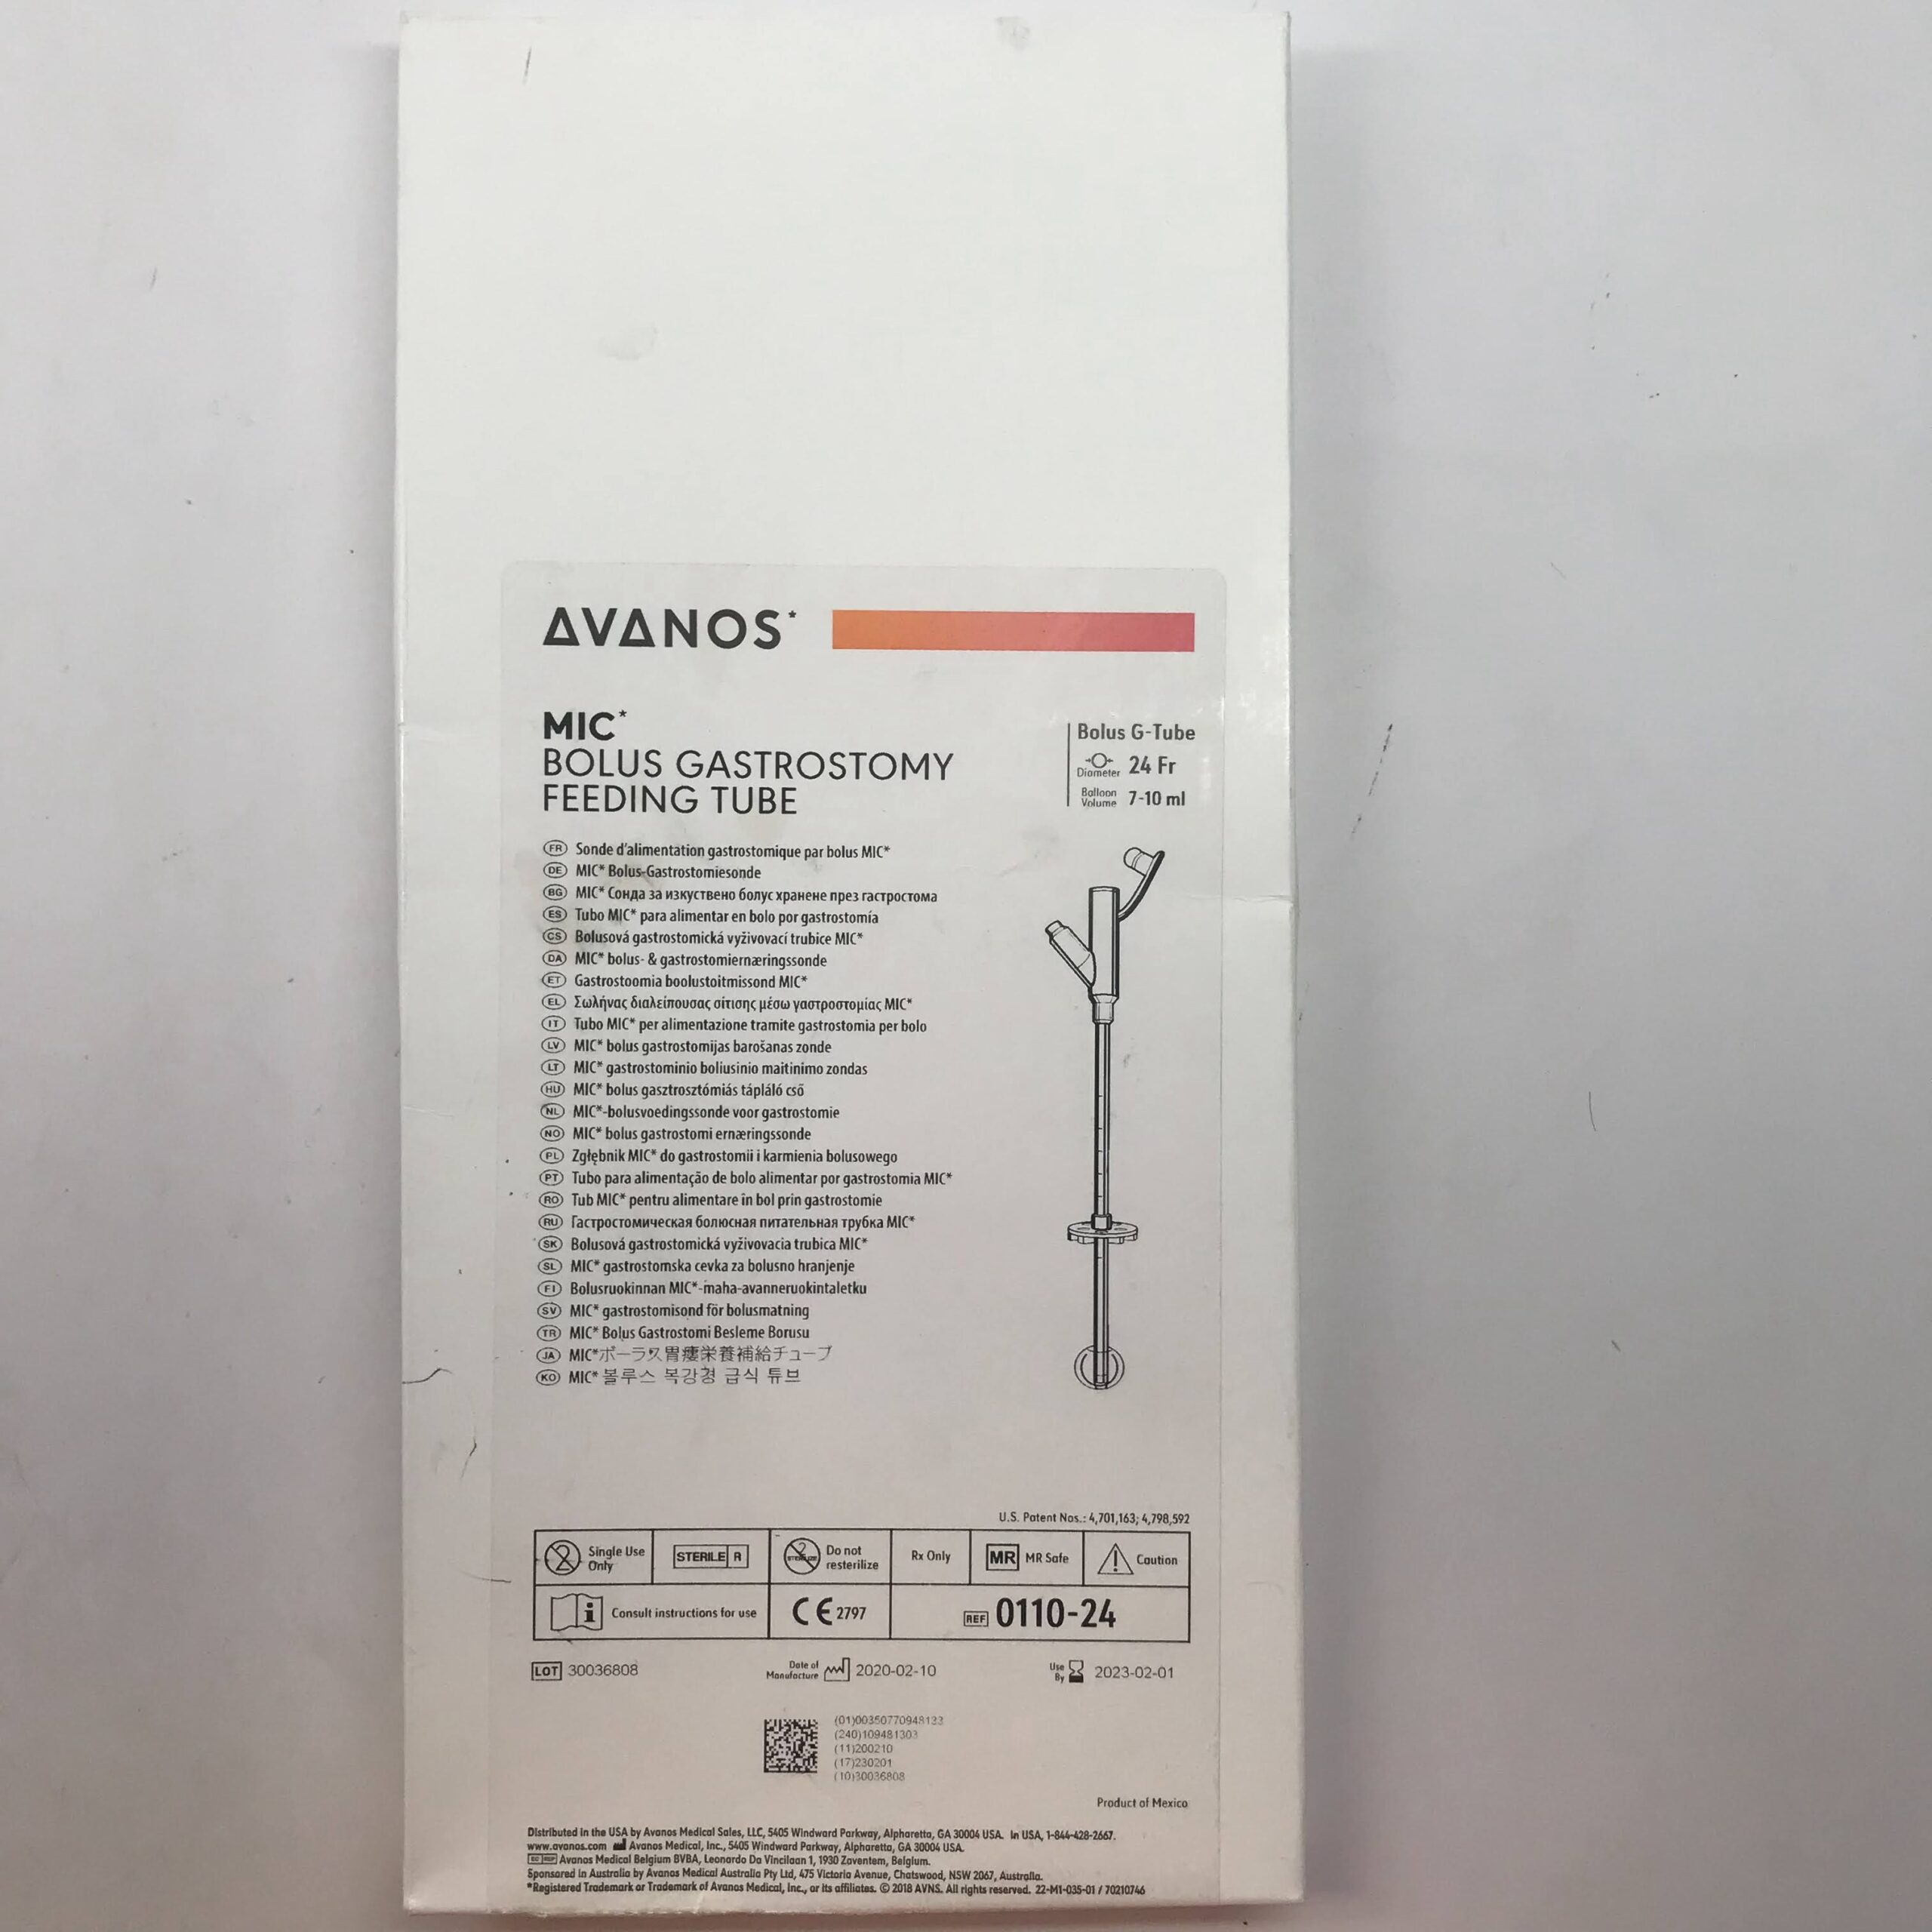 AVANOS*
MIC*
BOLUS GASTROSTOMY
FEEDING TUBE
Bolus G-Tube
Diameter 24 Fr
Balloon
Volume 7-10 ml
FR Sonde d'alimentation gastrostomique par bolus MIC*
DE MIC* Bolus-Gastrostomiesonde
BG MIC* Сонда за изкуствено болус хранене през гастростома
ES Tubo MIC* para alimentar en bolo por gastrostomía
CS Bolusová gastrostomická vyživovací trubice MIC*
DA MIC* bolus- & gastrostomiernæringssonde
ET Gastrostoomia boolustoitmissond MIC*
EL Σωλήνας διαλείπουσας σίτισης μέσω γαστροστομίας MIC*
IT Tubo MIC* per alimentazione tramite gastrostomia per bolo
LV MIC* bolus gastrostomijas barošanas zonde
LT MIC* gastrostominio boliusinio maitinimo zondas
HU MIC* bolus gasztrosztómiás tápláló cső
NL MIC*-bolusvoedingssonde voor gastrostomie
NO MIC* bolus gastrostomi ernæringssonde
PL Zgłębnik MIC* do gastrostomii i karmienia bolusowego
PT Tubo para alimentação de bolo alimentar por gastrostomia MIC*
RO Tub MIC* pentru alimentare în bol prin gastrostomie
RU Гастростомическая болюсная питательная трубка MIC*
SK Bolusová gastrostomická vyživovacia trubica MIC*
SL MIC* gastrostomska cevka za bolusno hranjenje
FI Bolusruokinnan MIC*-maha-avanneruokintaletku
SV MIC* gastrostomisond för bolusmatning
TR MIC* Bolus Gastrostomi Besleme Borusu
JA MIC*ボーラス胃瘻栄養補給チューブ
KO MIC* 볼루스 복강경 급식 튜브
U.S. Patent Nos.: 4,701,163; 4,798,592
2 Single Use
Only
STERILE R
2 STERILIZE Do not
resterilize
Rx Only
MR MR Safe
! Caution
i Consult instructions for use
CE 2797
REF 0110-24
LOT 30036808
Date of
Manufacture 2020-02-10
Use
By 2023-02-01
(01)00350770948133
(240)109481303
(11)200210
(17)230201
(10)30036808
Product of Mexico
Distributed in the USA by Avanos Medical Sales, LLC, 5405 Windward Parkway, Alpharetta, GA 30004 USA. In USA, 1-844-428-2667.
www.avanos.com Avanos Medical, Inc., 5405 Windward Parkway, Alpharetta, GA 30004 USA.
EC REP Avanos Medical Belgium BVBA, Leonardo Da Vincilaan 1, 1930 Zaventem, Belgium.
Sponsored in Australia by Avanos Medical Australia Pty Ltd, 475 Victoria Avenue, Chatswood, NSW 2067, Australia.
*Registered Trademark or Trademark of Avanos Medical, Inc., or its affiliates. © 2018 AVNS. All rights reserved. 22-M1-035-01 / 70210746